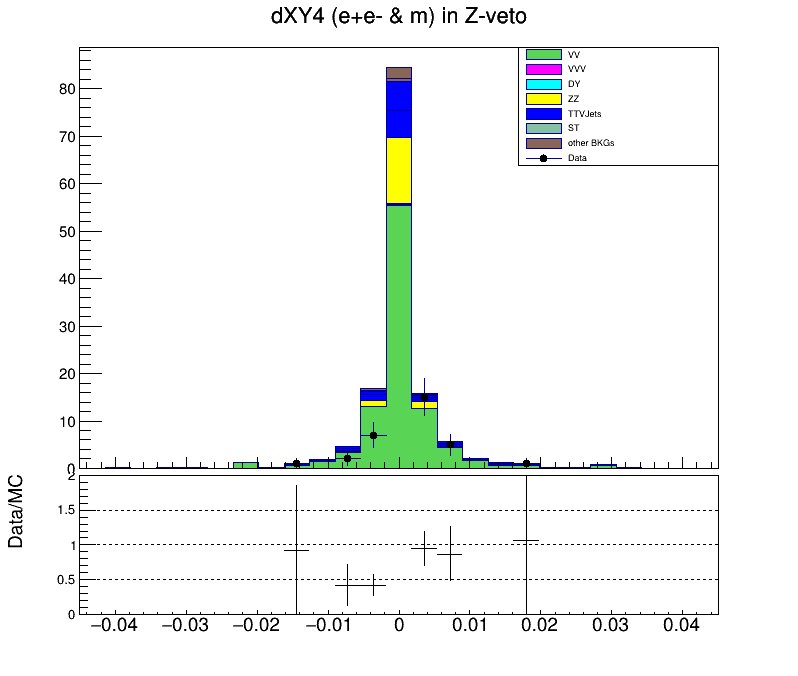 dXY4 (e+e- & m) in Z-veto
VV
VVV
DY
ZZ
TTVJets
ST
other BKGs
Data
80
70
60
50
40
30
20
10
0
Data/MC
2
1.5
1
0.5
0
−0.04 −0.03 −0.02 −0.01 0 0.01 0.02 0.03 0.04